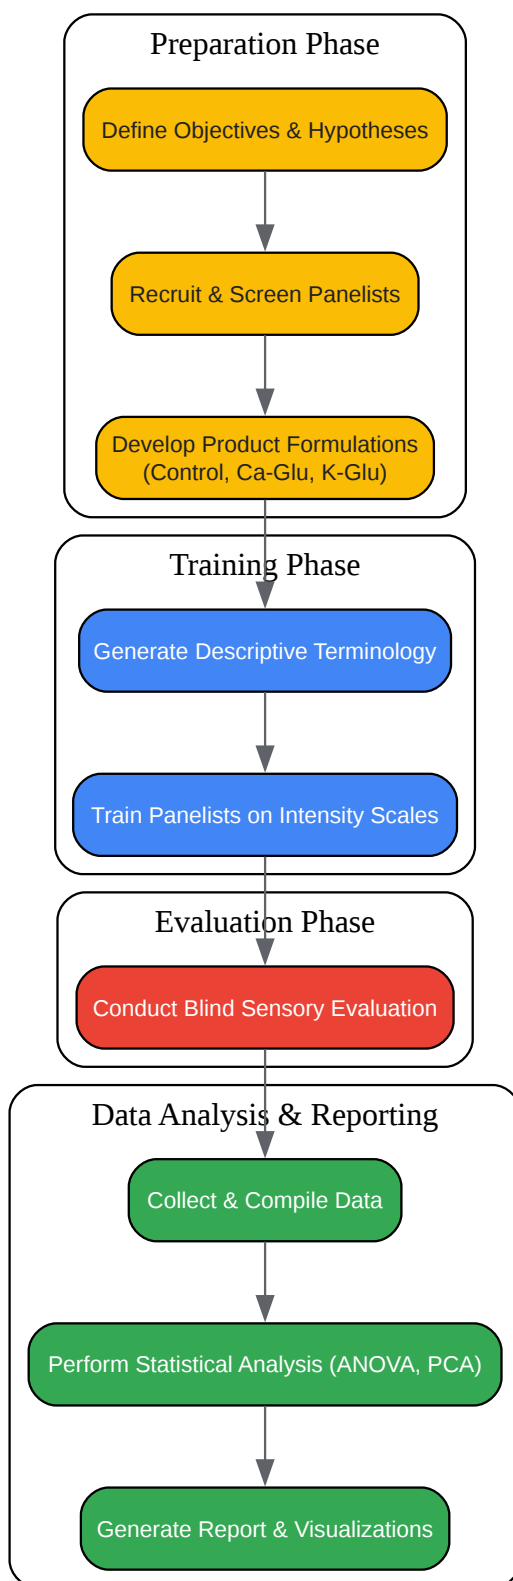 Preparation Phase
Define Objectives & Hypotheses
Recruit & Screen Panelists
Develop Product Formulations
(Control, Ca-Glu, K-Glu)
Training Phase
Generate Descriptive Terminology
Train Panelists on Intensity Scales
Evaluation Phase
Conduct Blind Sensory Evaluation
Data Analysis & Reporting
Collect & Compile Data
Perform Statistical Analysis (ANOVA, PCA)
Generate Report & Visualizations